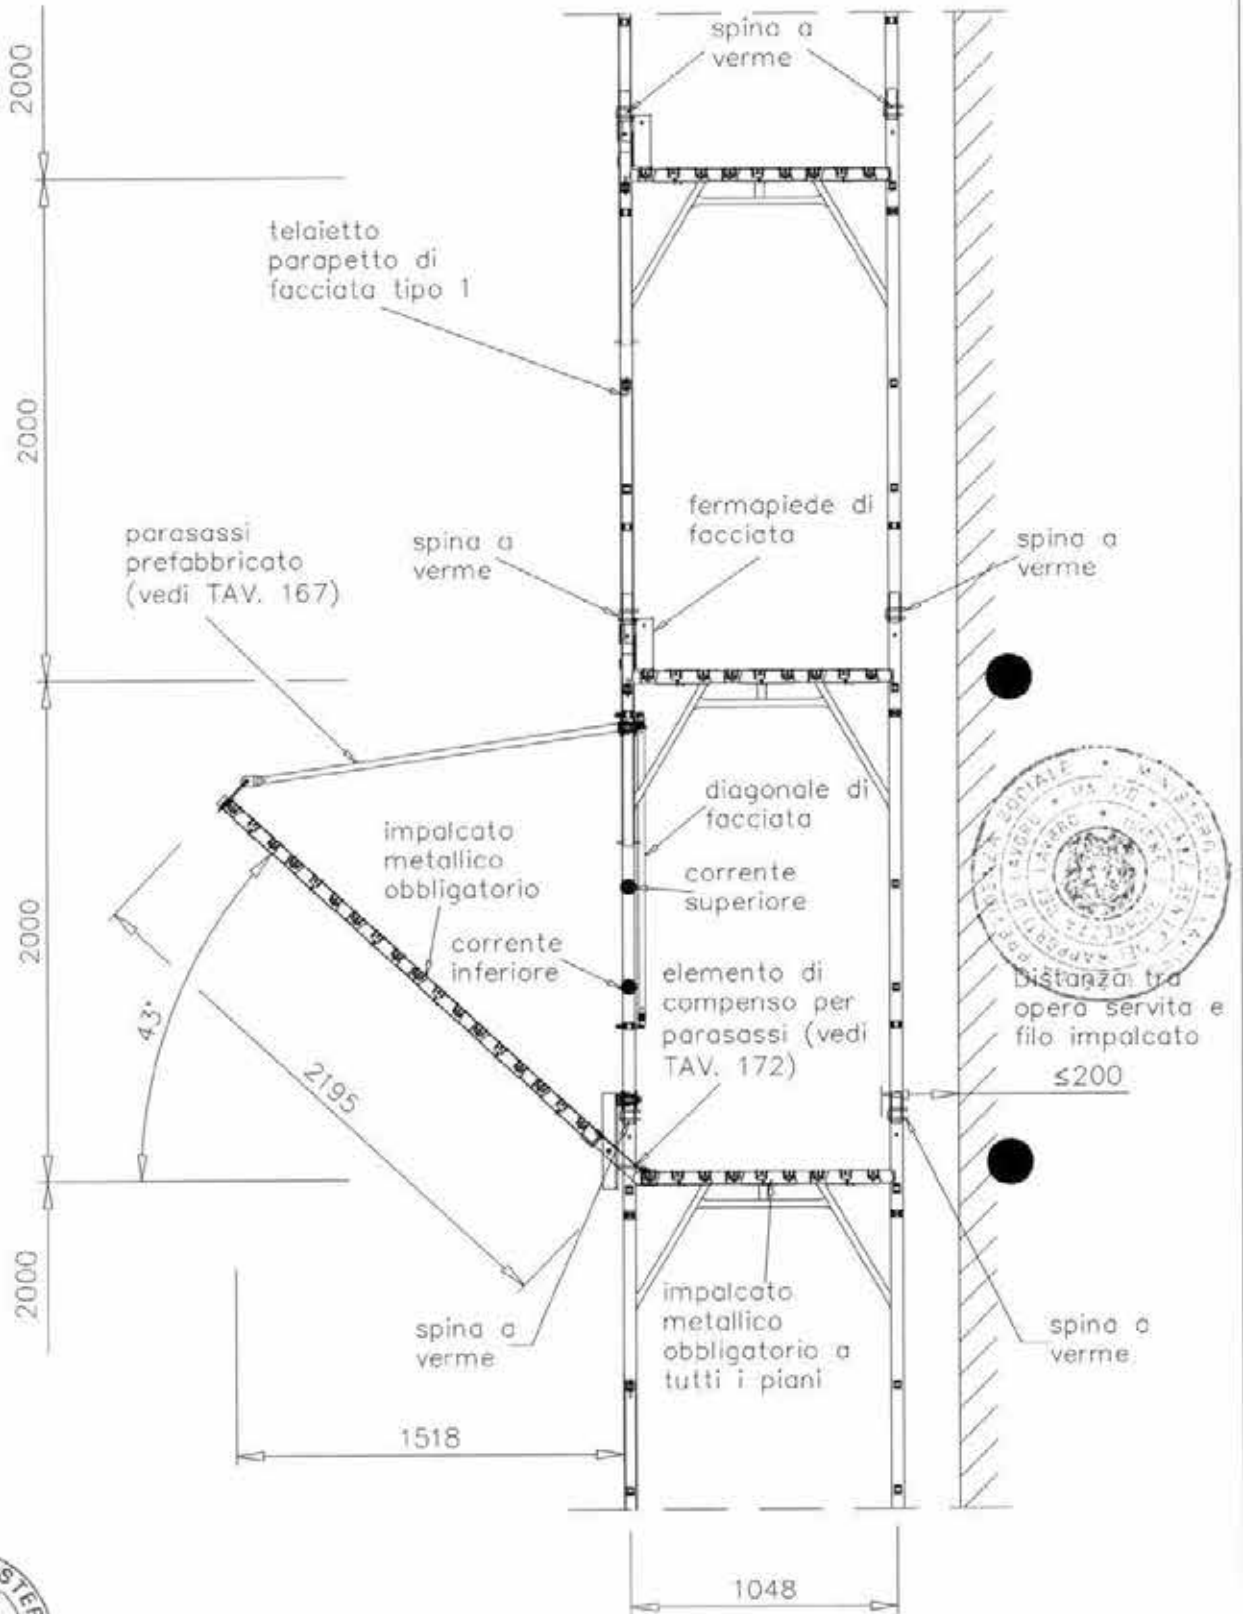 spina a
verme
2000
telaietto
parapetto di
facciata tipo 1
2000
fermapiede di
facciata
parasassi
prefabbricato
(vedi TAV. 167)
spina a
verme
spina a
verme
diagonale di
facciata
impalcato
metallico
obbligatorio
corrente
superiore
2000
corrente
inferiore
elemento di
compenso per
parasassi (vedi
TAV. 172)
Distanza tra
opera servita e
filo impalcato
≤200
43°
2195
2000
impalcato
metallico
obbligatorio a
tutti i piani
spina a
verme
spina a
verme
1518
1048